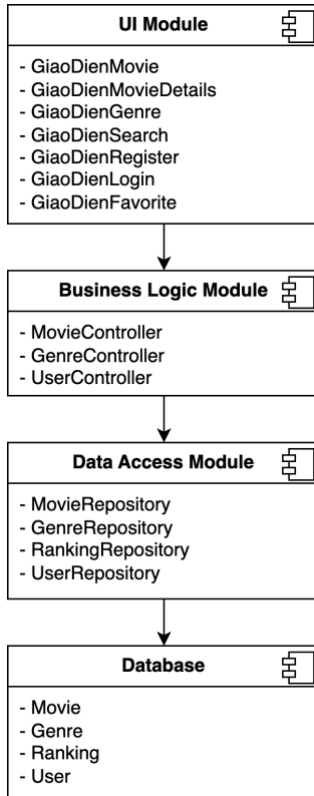 UI Module
- GiaoDienMovie
- GiaoDienMovieDetails
- GiaoDienGenre
- GiaoDienSearch
- GiaoDienRegister
- GiaoDienLogin
- GiaoDienFavorite
Business Logic Module
- MovieController
- GenreController
- UserController
Data Access Module
- MovieRepository
- GenreRepository
- RankingRepository
- UserRepository
Database
- Movie
- Genre
- Ranking
- User